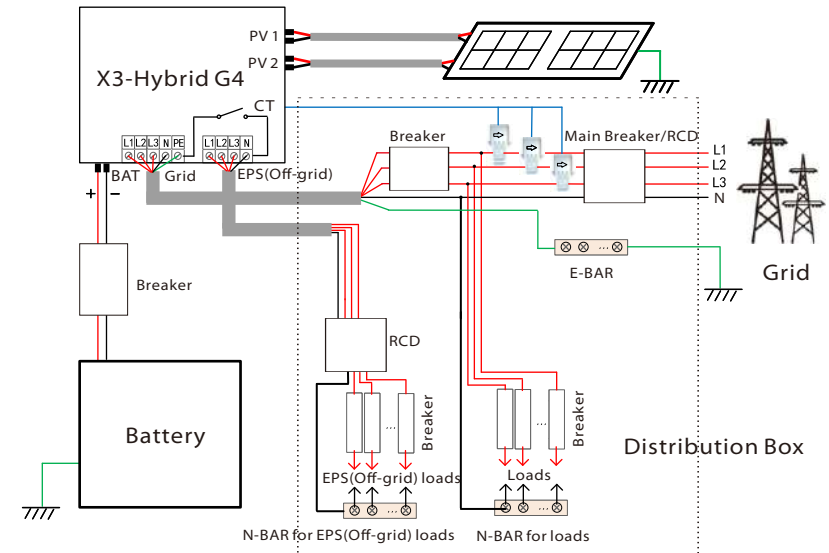 PV 1
PV 2
X3-Hybrid G4
CT
L1 L2 L3 N PE
L1 L2 L3 N
BAT
Grid
EPS(Off-grid)
+ −
Breaker
Main Breaker/RCD
L1
L2
L3
N
Grid
E-BAR
Breaker
RCD
Battery
...
Breaker
...
Breaker
Distribution Box
EPS(Off-grid) loads
Loads
...
...
N-BAR for EPS(Off-grid) loads
N-BAR for loads